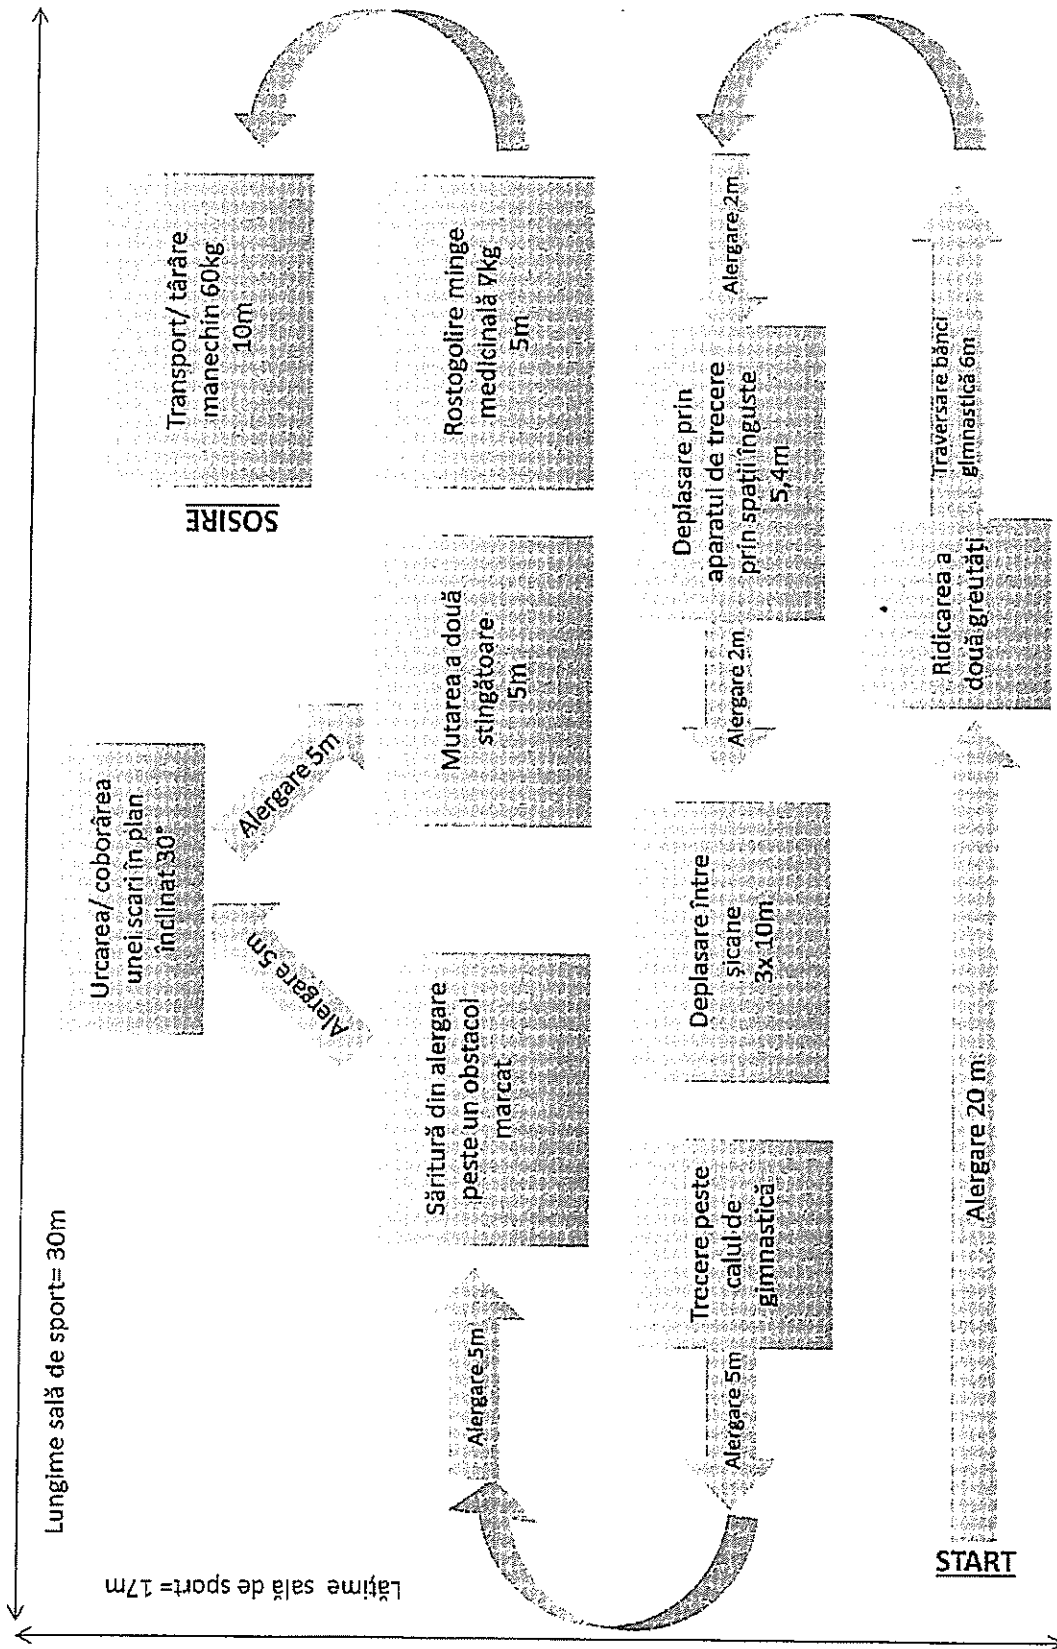 Lungime sală de sport= 30m
Lățime sală de sport= 17m
START
Alergare 20 m
Ridicarea a
două greutăți
Traversare bănci
gimnastică 6m
Alergare 2m
Deplasare prin
aparatul de trecere
prin spații înguste
5,4m
Alergare 2m
Deplasare între
șicane
3x 10m
Trecere peste
calul de
gimnastică
Alergare 5m
Alergare 5m
Săritură din alergare
peste un obstacol
marcat
Alergare 5m
Urcarea/ coborârea
unei scari în plan
înclinat 30°
Alergare 5m
Mutarea a două
stingătoare
5m
Rostogolire minge
medicinală
5m
Transport/ târâre
manechin 60kg
10m
SOSIRE